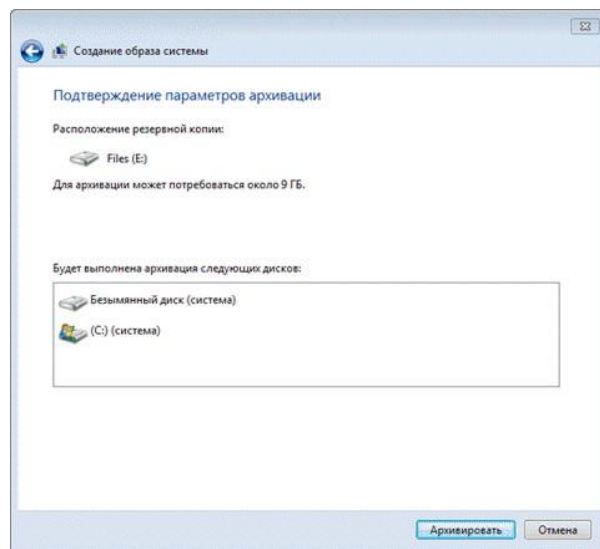 Создание образа системы
Подтверждение параметров архивации
Расположение резервной копии:
Files (E:)
Для архивации может потребоваться около 9 ГБ.
Будет выполнена архивация следующих дисков:
Безымянный диск (система)
(C:) (система)
Архивировать
Отмена